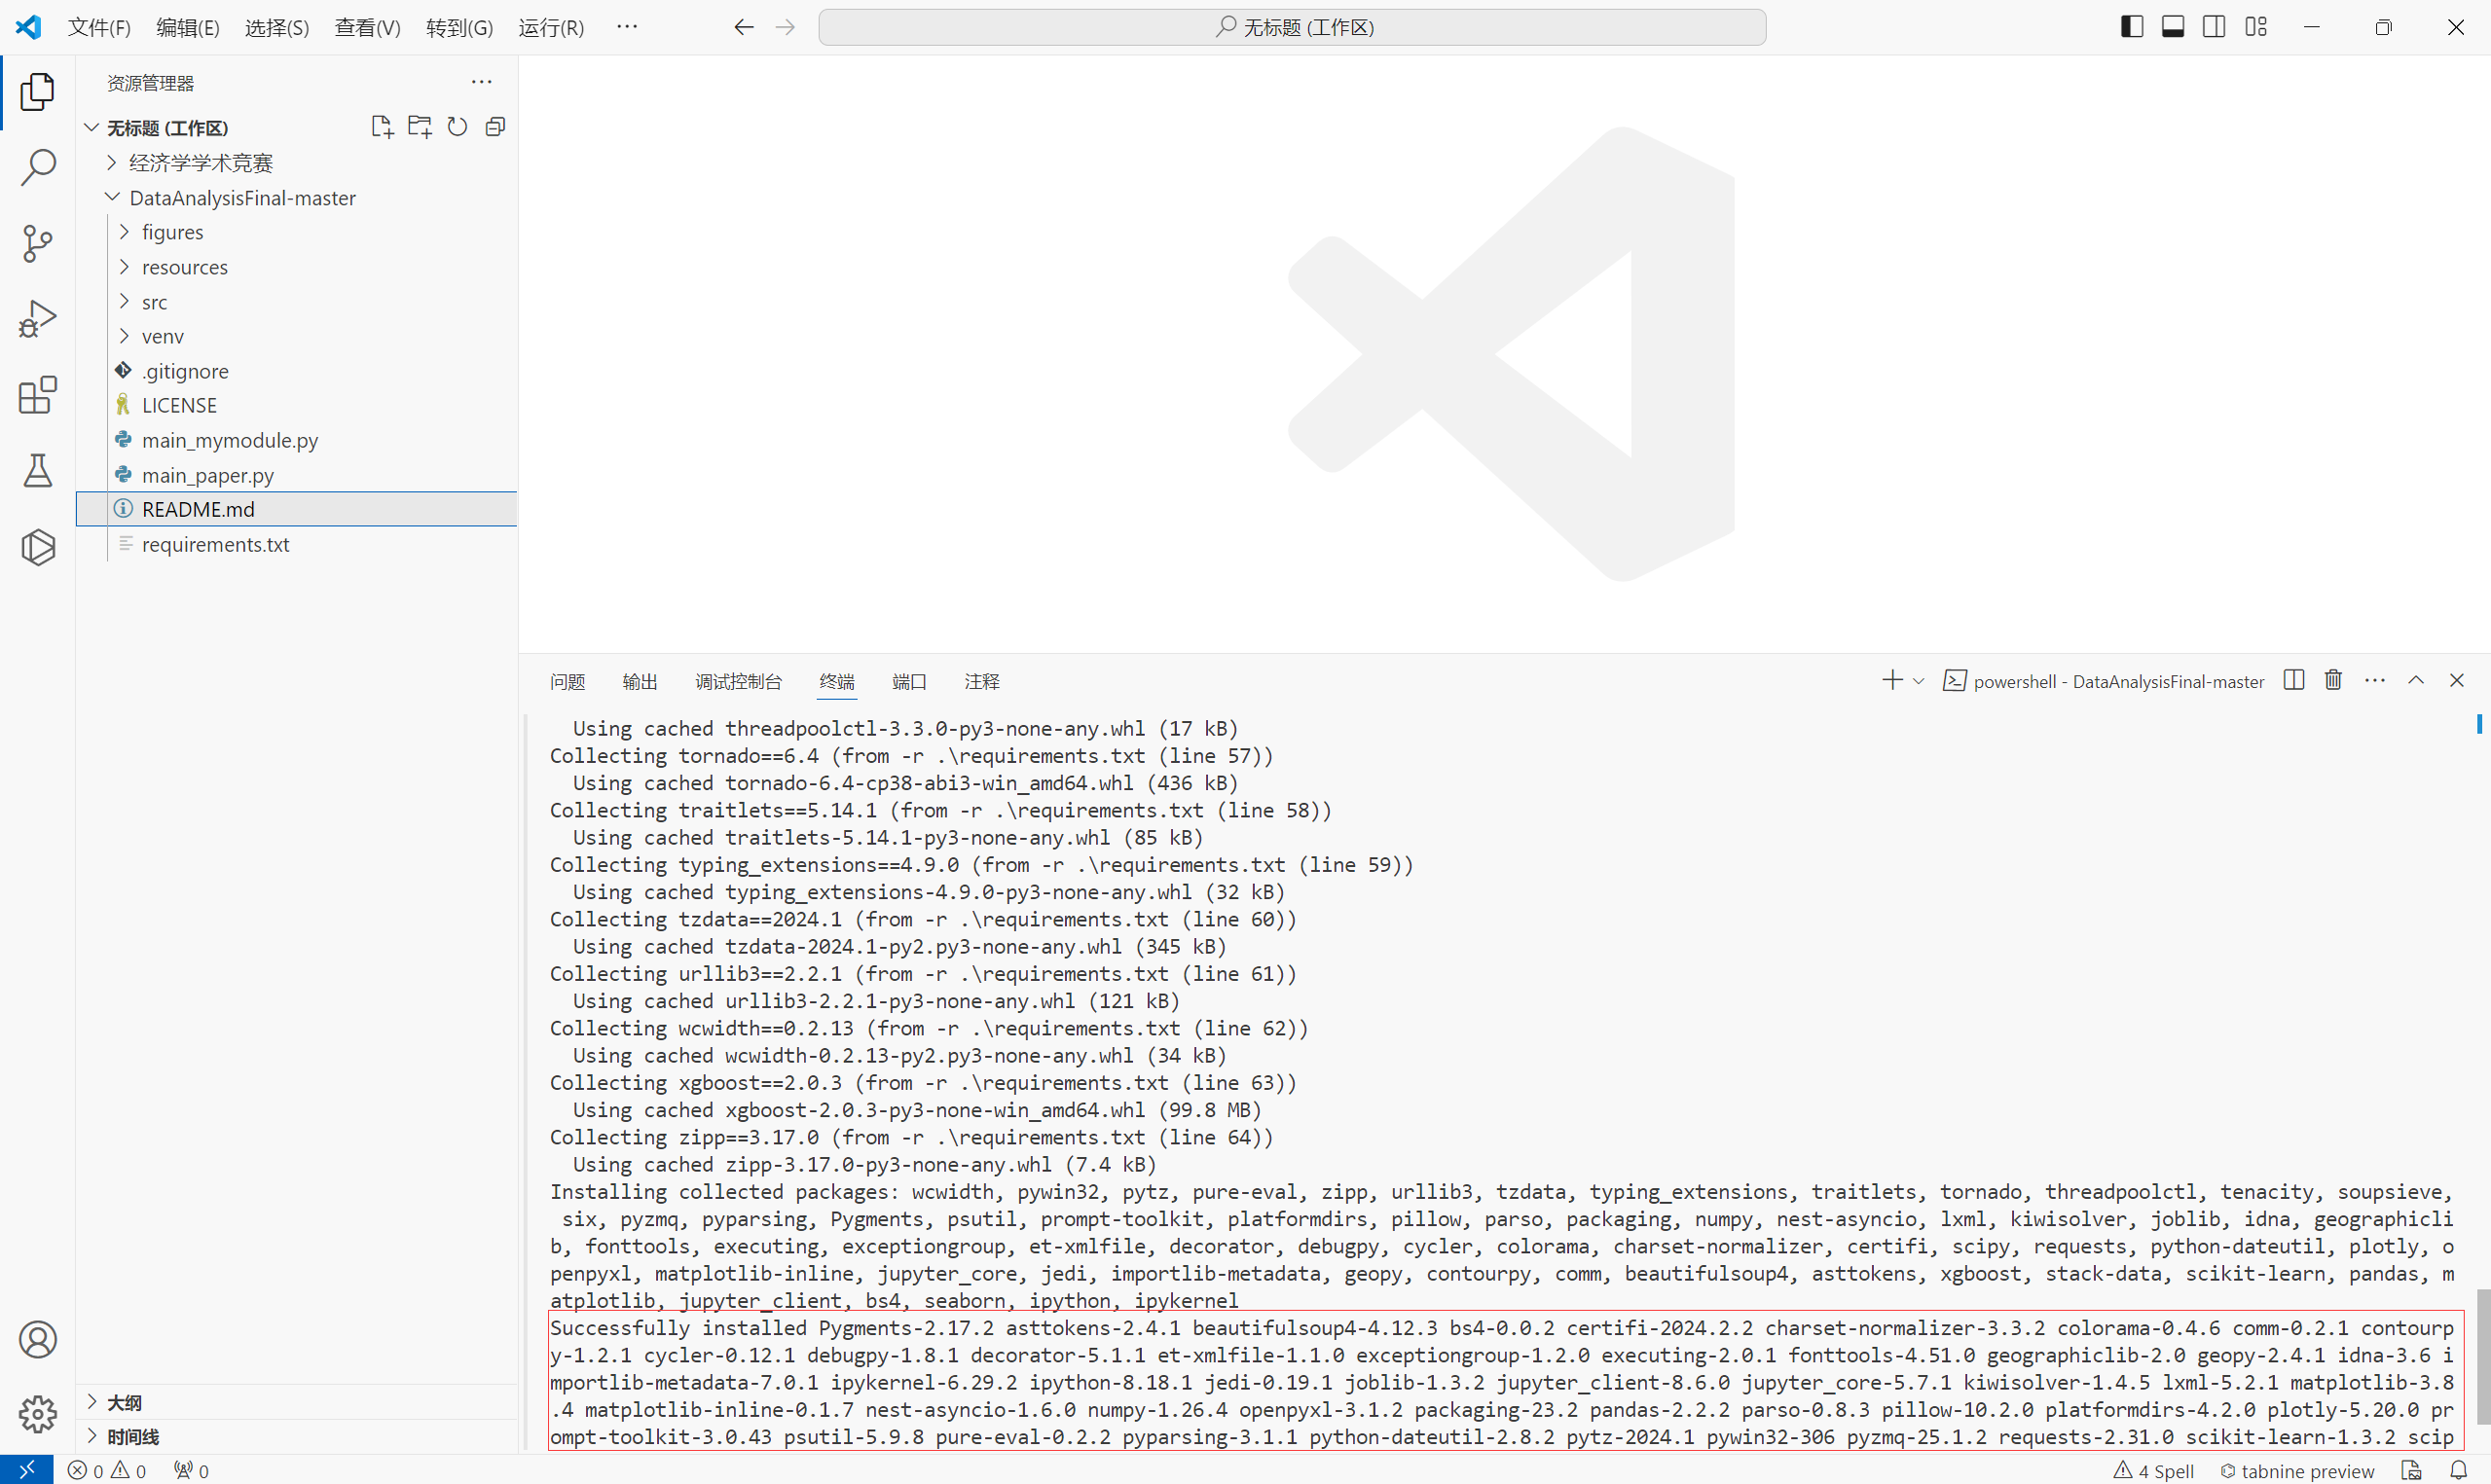 文件(F) 编辑(E) 选择(S) 查看(V) 转到(G) 运行(R) ··· 无标题 (工作区)
资源管理器
无标题 (工作区)
经济学学术竞赛
DataAnalysisFinal-master
figures
resources
src
venv
.gitignore
LICENSE
main_mymodule.py
main_paper.py
README.md
requirements.txt
大纲
时间线
问题 输出 调试控制台 终端 端口 注释 powershell - DataAnalysisFinal-master
Using cached threadpoolctl-3.3.0-py3-none-any.whl (17 kB)
Collecting tornado==6.4 (from -r .\requirements.txt (line 57))
Using cached tornado-6.4-cp38-abi3-win_amd64.whl (436 kB)
Collecting traitlets==5.14.1 (from -r .\requirements.txt (line 58))
Using cached traitlets-5.14.1-py3-none-any.whl (85 kB)
Collecting typing_extensions==4.9.0 (from -r .\requirements.txt (line 59))
Using cached typing_extensions-4.9.0-py3-none-any.whl (32 kB)
Collecting tzdata==2024.1 (from -r .\requirements.txt (line 60))
Using cached tzdata-2024.1-py2.py3-none-any.whl (345 kB)
Collecting urllib3==2.2.1 (from -r .\requirements.txt (line 61))
Using cached urllib3-2.2.1-py3-none-any.whl (121 kB)
Collecting wcwidth==0.2.13 (from -r .\requirements.txt (line 62))
Using cached wcwidth-0.2.13-py2.py3-none-any.whl (34 kB)
Collecting xgboost==2.0.3 (from -r .\requirements.txt (line 63))
Using cached xgboost-2.0.3-py3-none-win_amd64.whl (99.8 MB)
Collecting zipp==3.17.0 (from -r .\requirements.txt (line 64))
Using cached zipp-3.17.0-py3-none-any.whl (7.4 kB)
Installing collected packages: wcwidth, pywin32, pytz, pure-eval, zipp, urllib3, tzdata, typing_extensions, traitlets, tornado, threadpoolctl, tenacity, soupsieve,
six, pyzmq, pyparsing, Pygments, psutil, prompt-toolkit, platformdirs, pillow, parso, packaging, numpy, nest-asyncio, lxml, kiwisolver, joblib, idna, geographicli
b, fonttools, executing, exceptiongroup, et-xmlfile, decorator, debugpy, cycler, colorama, charset-normalizer, certifi, scipy, requests, python-dateutil, plotly, o
penpyxl, matplotlib-inline, jupyter_core, jedi, importlib-metadata, geopy, contourpy, comm, beautifulsoup4, asttokens, xgboost, stack-data, scikit-learn, pandas, m
atplotlib, jupyter_client, bs4, seaborn, ipython, ipykernel
Successfully installed Pygments-2.17.2 asttokens-2.4.1 beautifulsoup4-4.12.3 bs4-0.0.2 certifi-2024.2.2 charset-normalizer-3.3.2 colorama-0.4.6 comm-0.2.1 contourp
y-1.2.1 cycler-0.12.1 debugpy-1.8.1 decorator-5.1.1 et-xmlfile-1.1.0 exceptiongroup-1.2.0 executing-2.0.1 fonttools-4.51.0 geographiclib-2.0 geopy-2.4.1 idna-3.6 i
mportlib-metadata-7.0.1 ipykernel-6.29.2 ipython-8.18.1 jedi-0.19.1 joblib-1.3.2 jupyter_client-8.6.0 jupyter_core-5.7.1 kiwisolver-1.4.5 lxml-5.2.1 matplotlib-3.8
.4 matplotlib-inline-0.1.7 nest-asyncio-1.6.0 numpy-1.26.4 openpyxl-3.1.2 packaging-23.2 pandas-2.2.2 parso-0.8.3 pillow-10.2.0 platformdirs-4.2.0 plotly-5.20.0 pr
ompt-toolkit-3.0.43 psutil-5.9.8 pure-eval-0.2.2 pyparsing-3.1.1 python-dateutil-2.8.2 pytz-2024.1 pywin32-306 pyzmq-25.1.2 requests-2.31.0 scikit-learn-1.3.2 scip
0 0 0 4 Spell tabnine preview